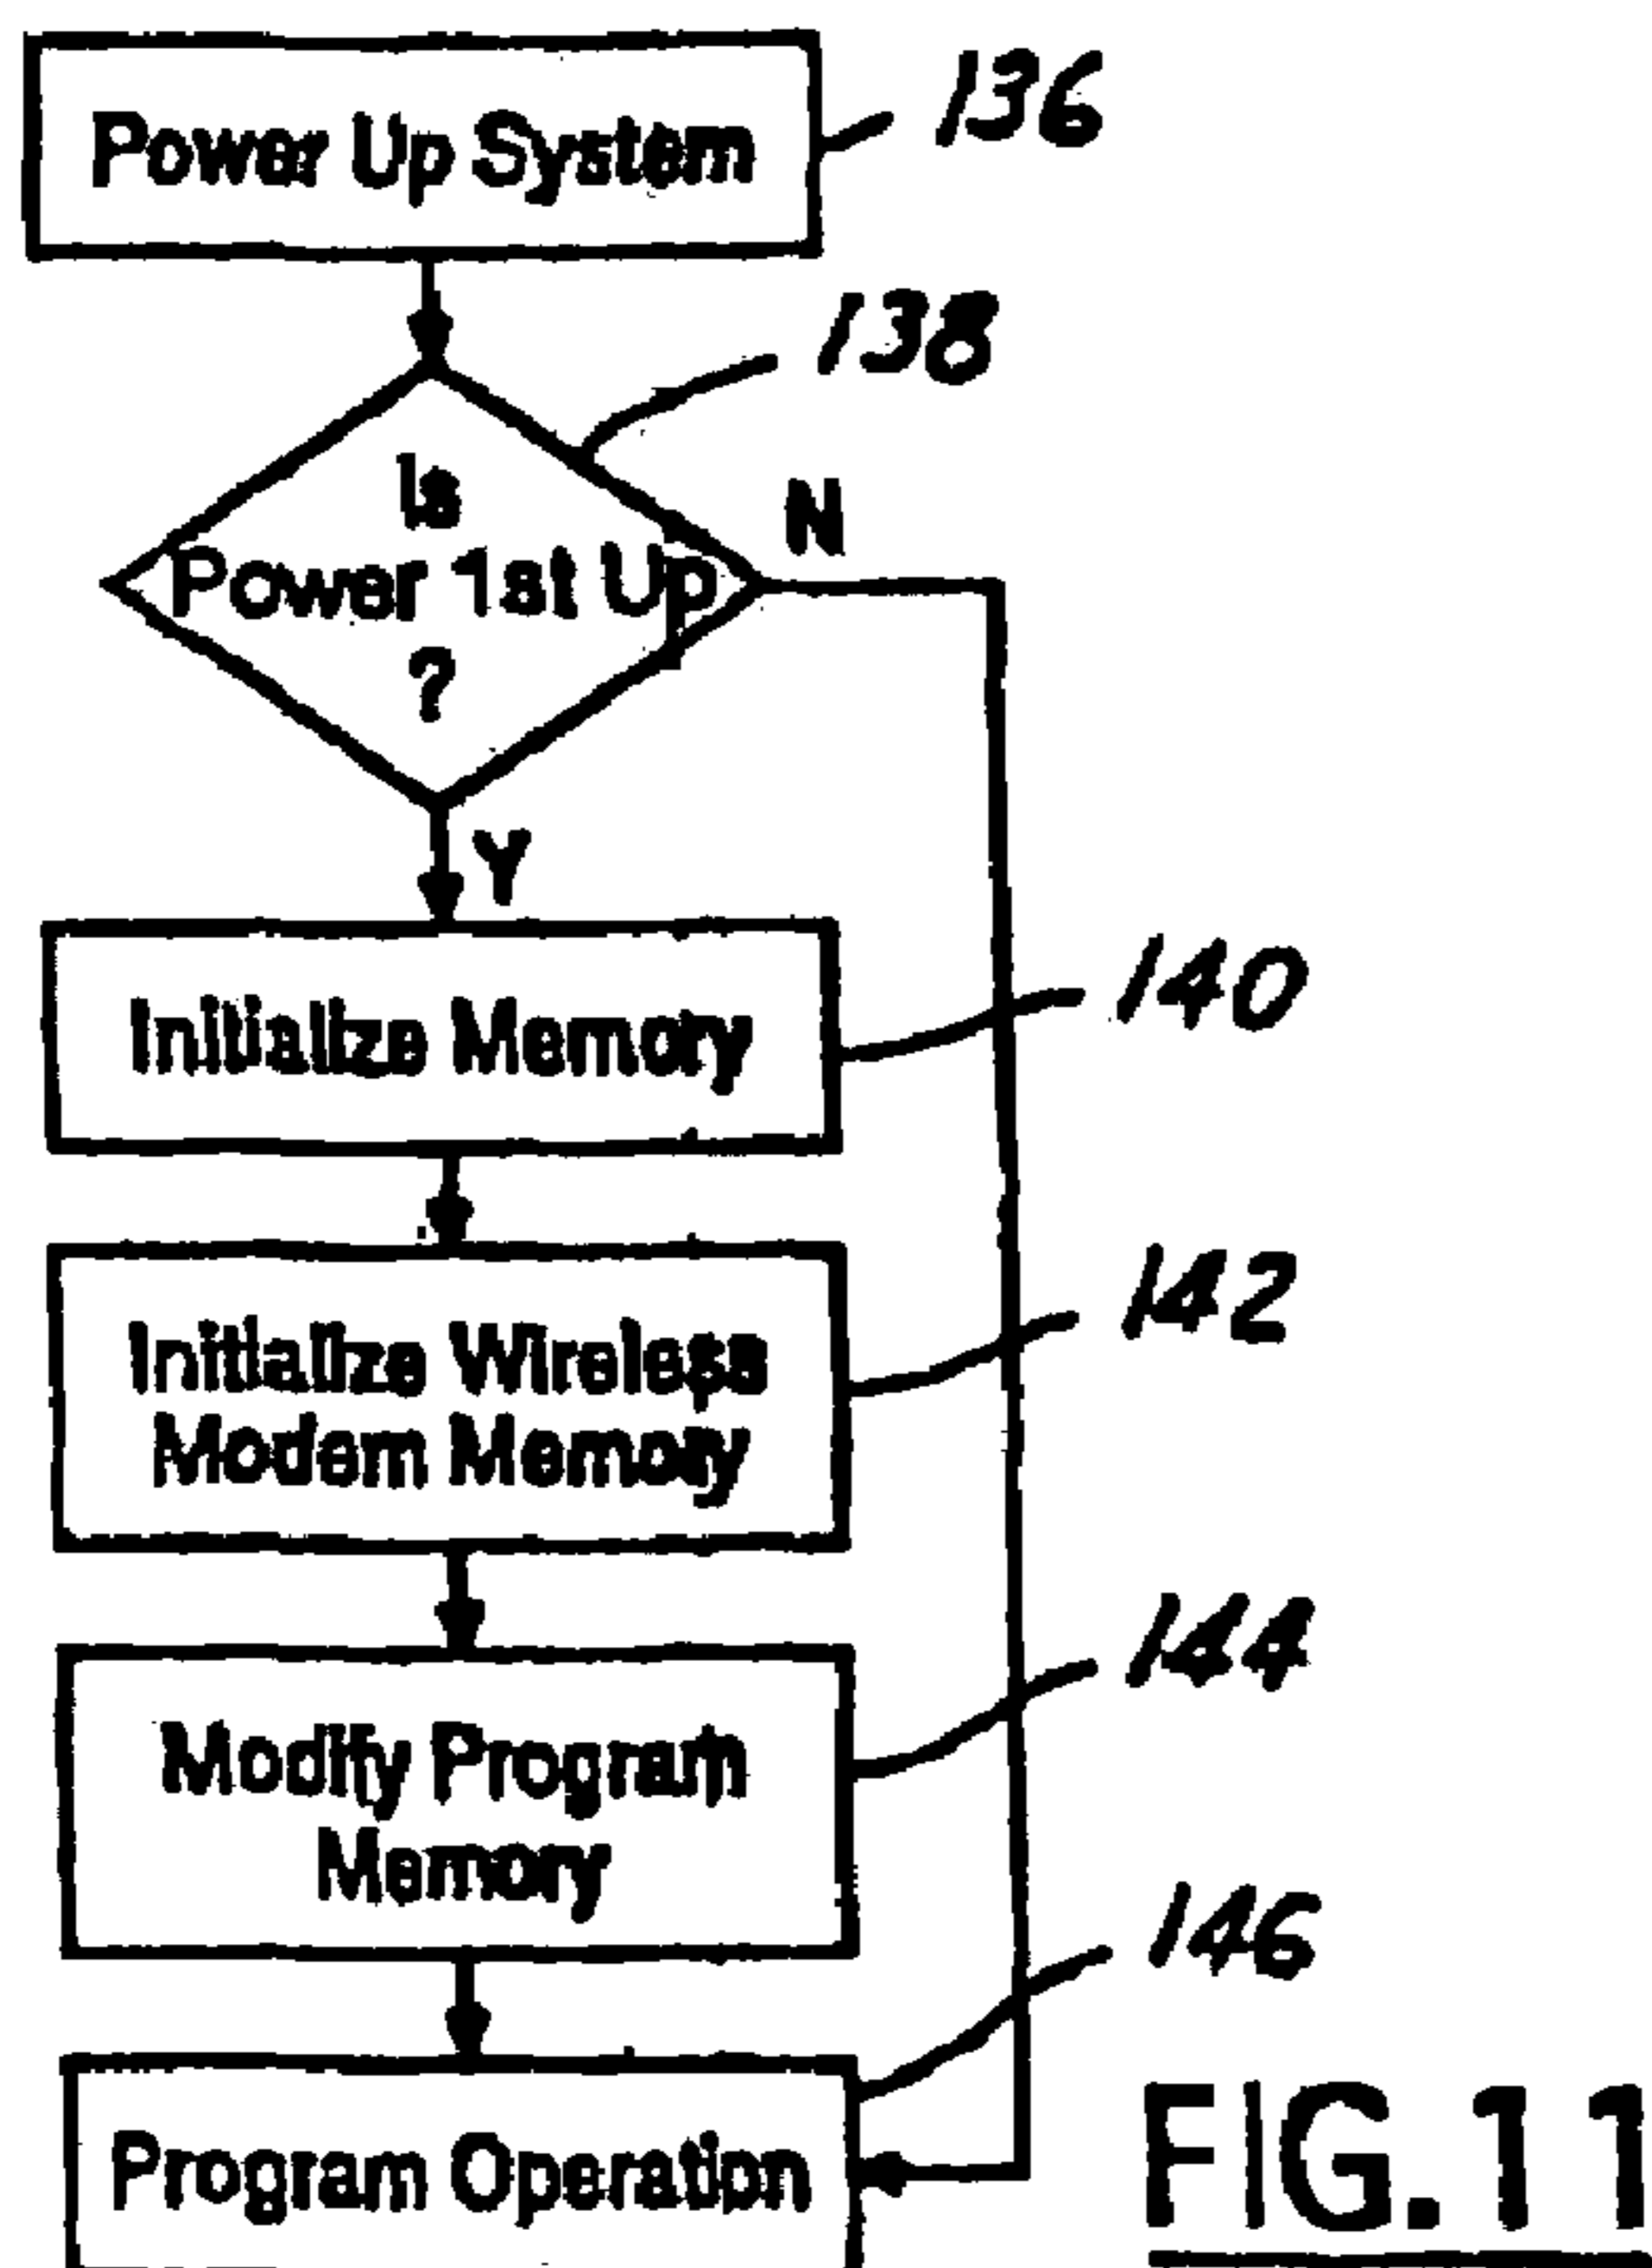 Power Up System
136
138
Is
Power 1st Up
?
N
Y
Initialize Memory
140
Initialize Wireless
Modem Memory
142
Modify Program
Memory
144
146
Program Operation
FIG.11